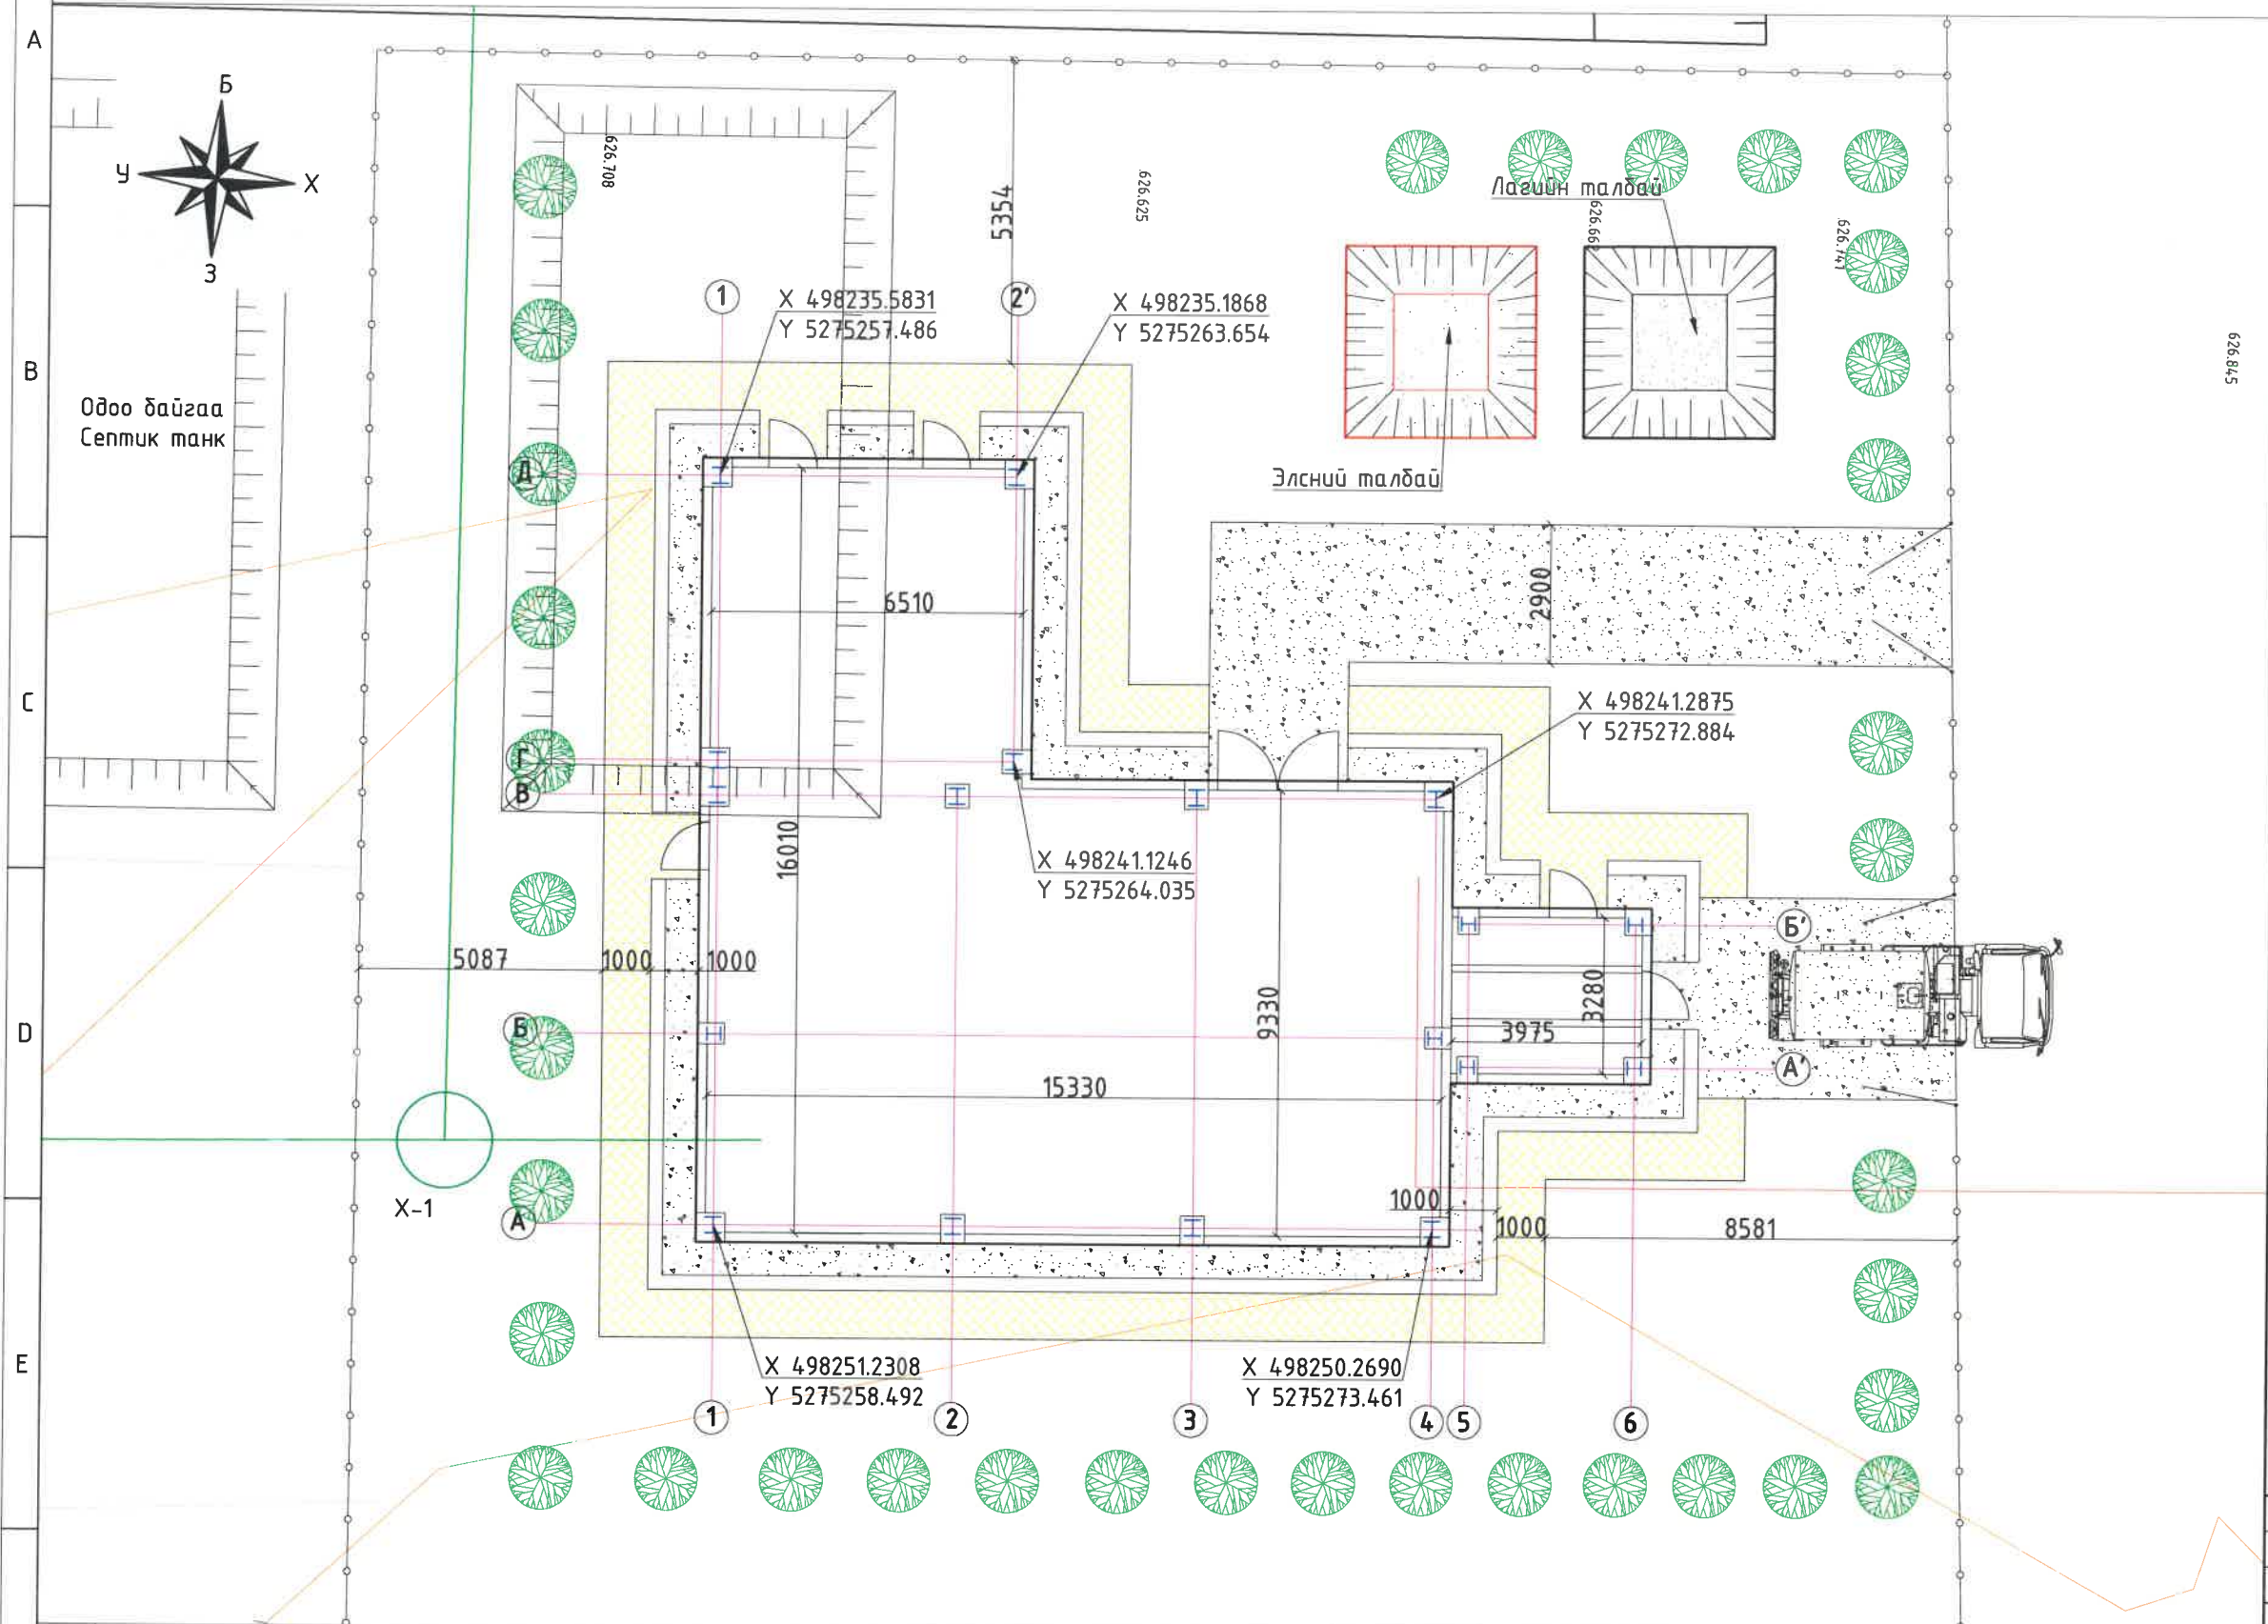 A
Б
У
Х
З
626.708
5354
626.625
Лагийн талбай
626.741
B
1
X 498235.5831
Y 5275257.486
2'
X 498235.1868
Y 5275263.654
626.845
Одоо байгаа
Септик танк
Д
Элсний талбай
6510
2900
C
X 498241.2875
Y 5275272.884
Г
В
16010
X 498241.1246
Y 5275264.035
5087
1000
1000
9330
3280
Б'
D
Б
3975
А'
15330
X-1
А
1000
1000
8581
E
X 498251.2308
Y 5275258.492
X 498250.2690
Y 5275273.461
1
2
3
4
5
6